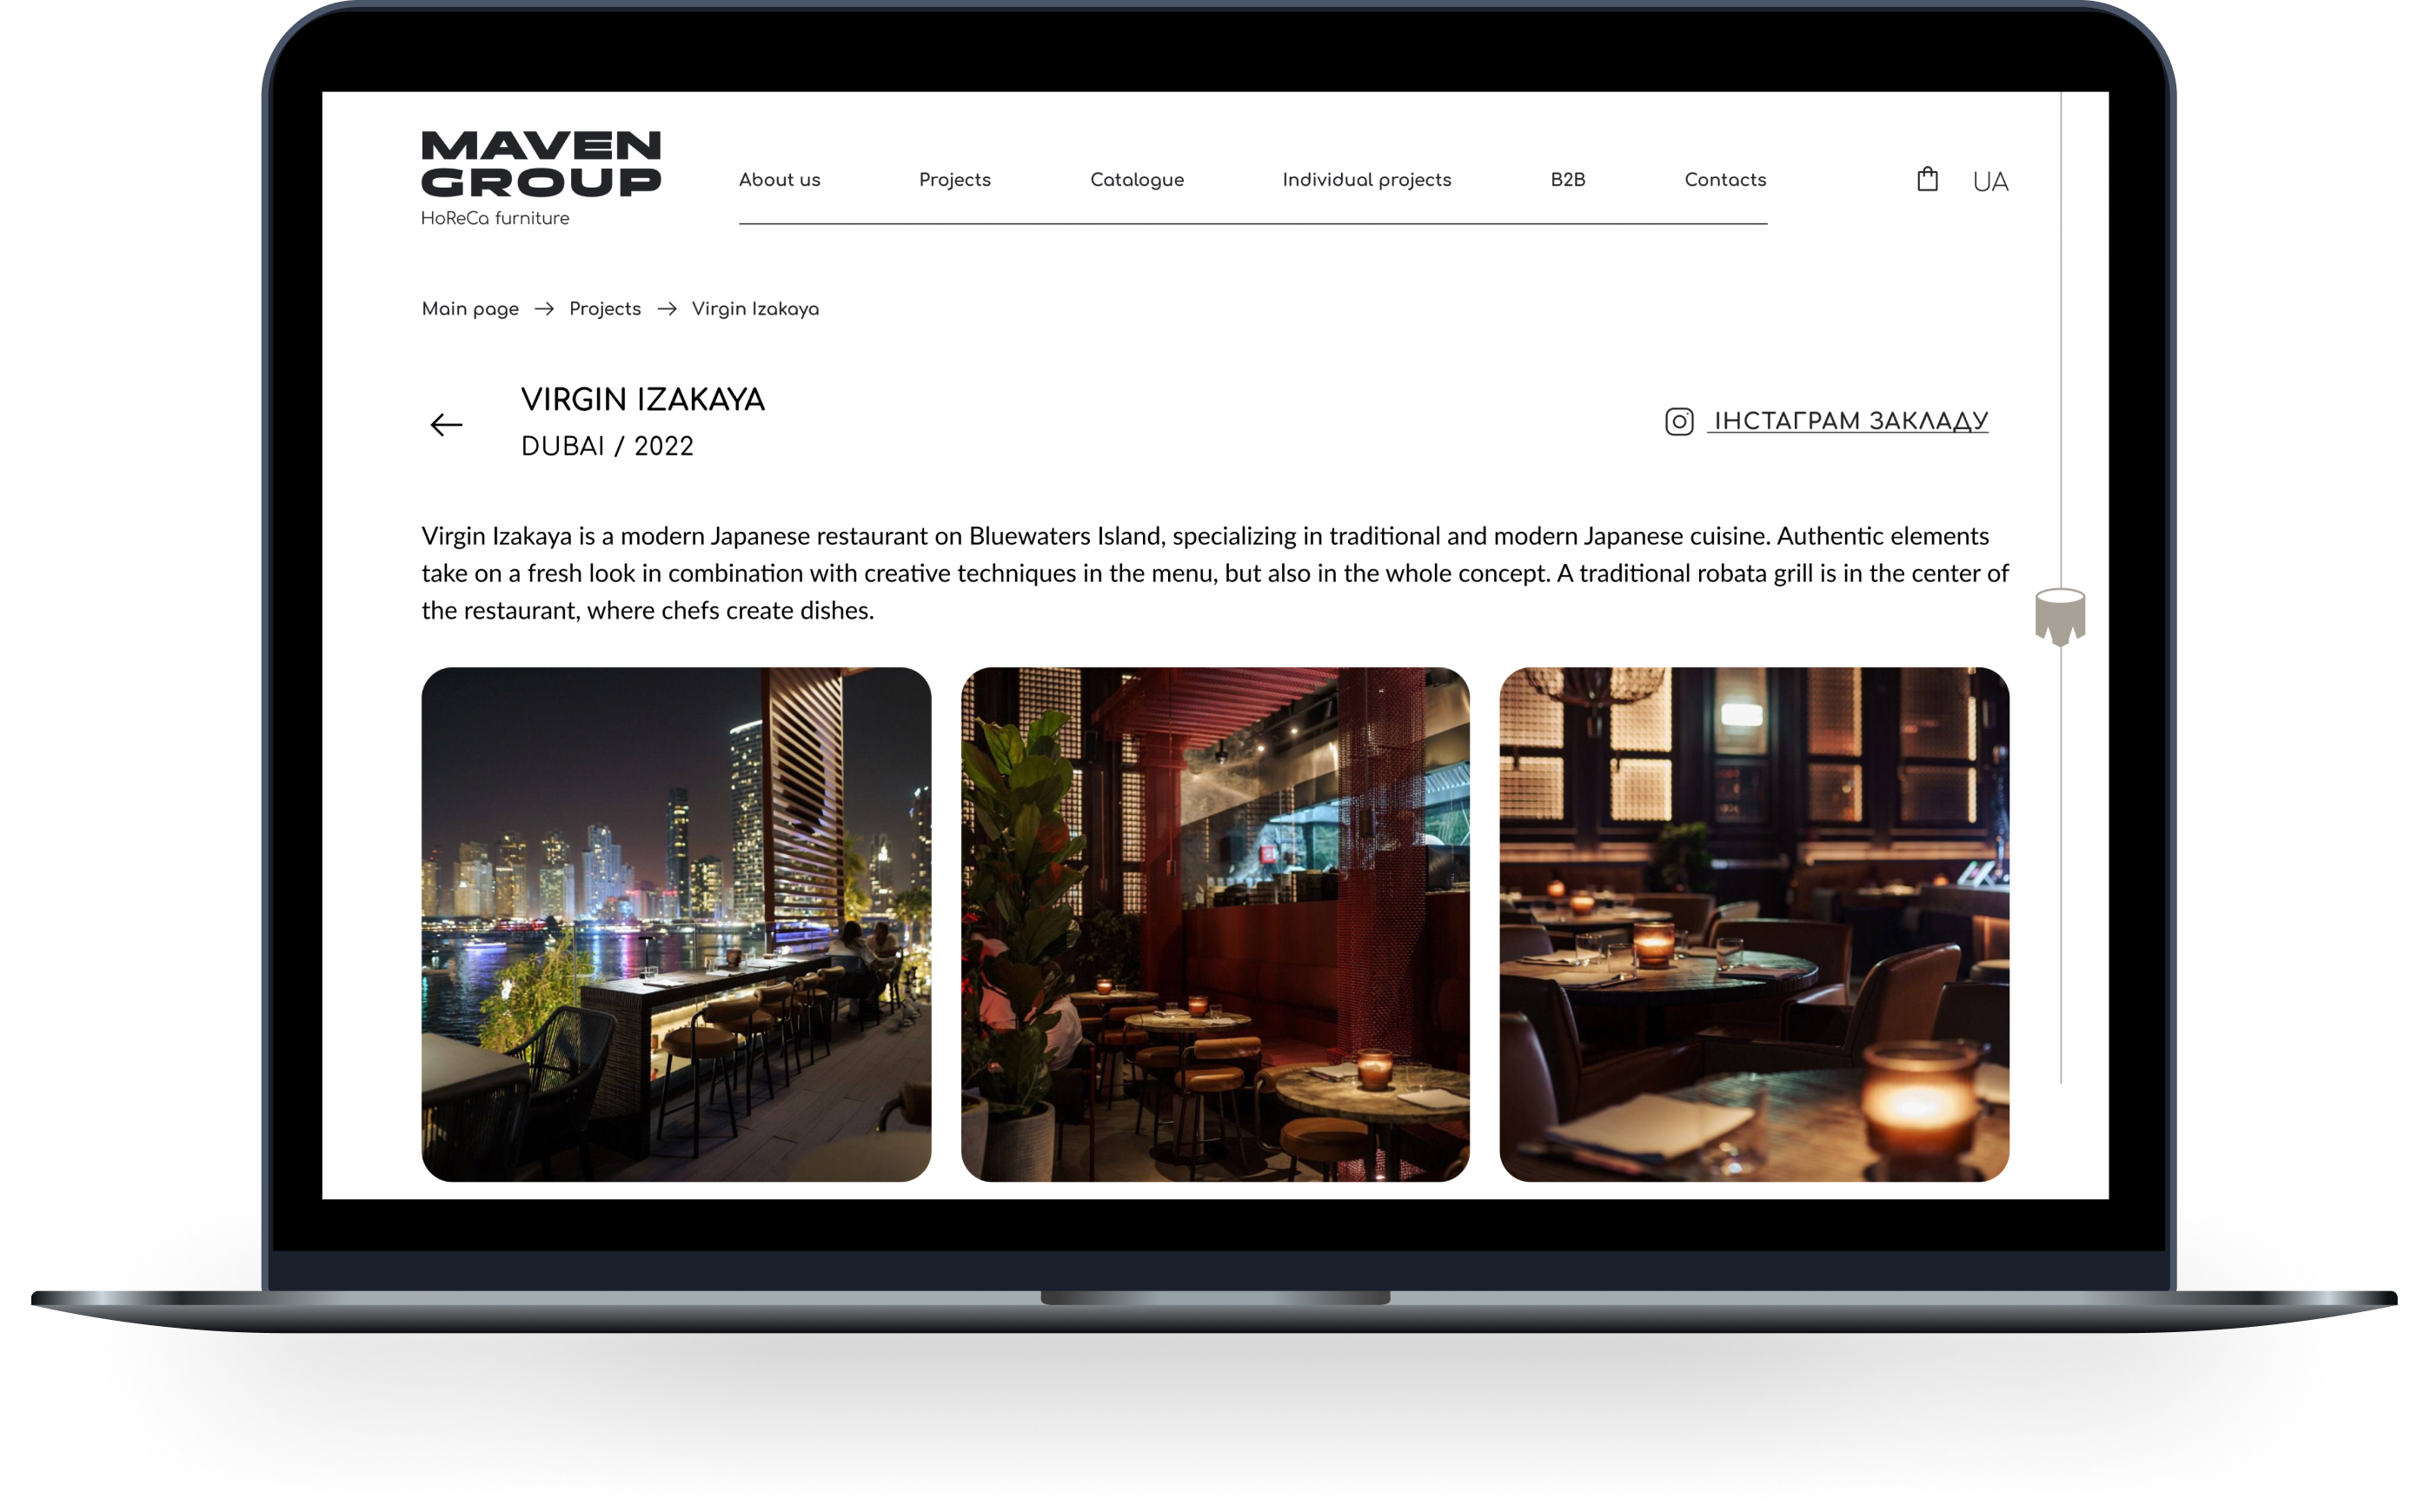 MAVEN
GROUP
HoReCa furniture
About us
Projects
Catalogue
Individual projects
B2B
Contacts
UA
Main page → Projects → Virgin Izakaya
VIRGIN IZAKAYA
DUBAI / 2022
ІНСТАГРАМ ЗАКЛАДУ
Virgin Izakaya is a modern Japanese restaurant on Bluewaters Island, specializing in traditional and modern Japanese cuisine. Authentic elements
take on a fresh look in combination with creative techniques in the menu, but also in the whole concept. A traditional robata grill is in the center of
the restaurant, where chefs create dishes.